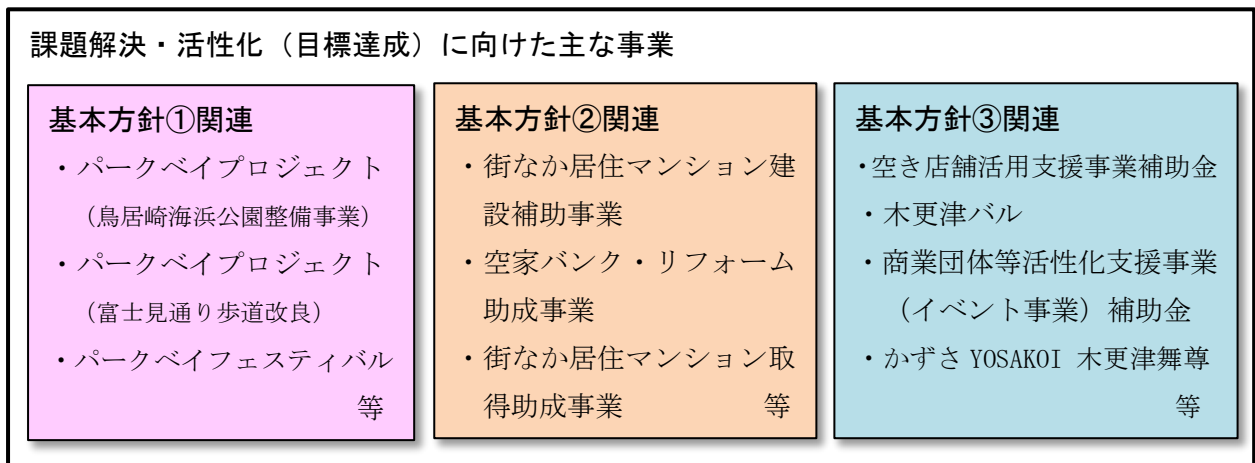 課題解決・活性化(目標達成)に向けた主な事業
基本方針①関連
・パークベイプロジェクト
(鳥居崎海浜公園整備事業)
・パークベイプロジェクト
(富士見通り歩道改良)
・パークベイフェスティバル
等
基本方針②関連
・街なか居住マンション建
設補助事業
・空家バンク・リフォーム
助成事業
・街なか居住マンション取
得助成事業 等
基本方針③関連
・空き店舗活用支援事業補助金
・木更津バル
・商業団体等活性化支援事業
(イベント事業)補助金
・かずさ YOSAKOI 木更津舞尊
等